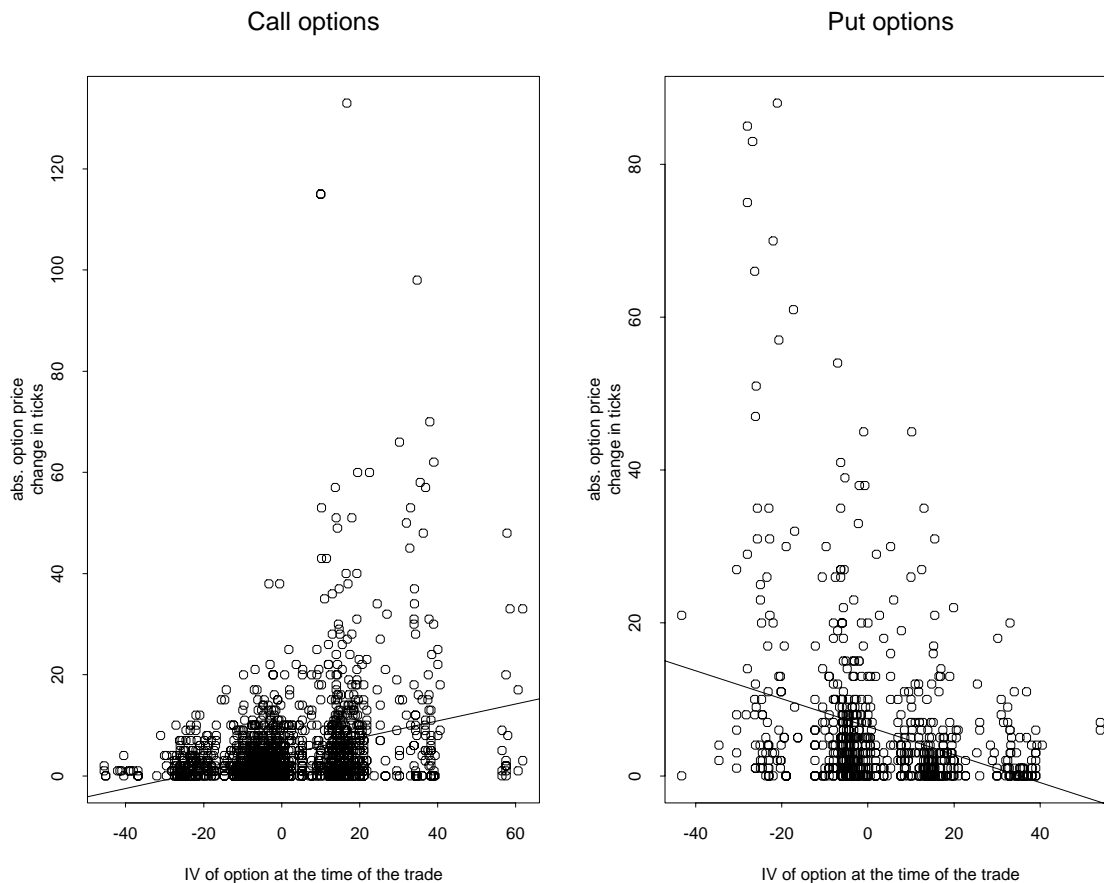 Call options
Put options
abs. option price
change in ticks
0
20
40
60
80
100
120
-40
-20
0
20
40
60
IV of option at the time of the trade
abs. option price
change in ticks
0
20
40
60
80
-40
-20
0
20
40
IV of option at the time of the trade